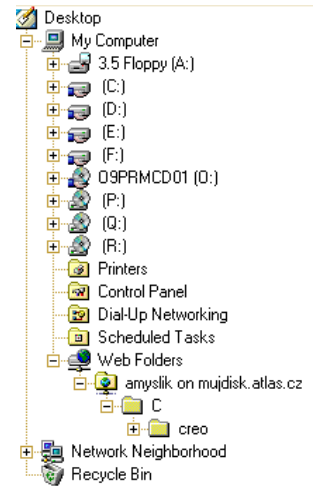 Desktop
My Computer
3.5 Floppy (A:)
(C:)
(D:)
(E:)
(F:)
O9PRMCD01 (O:)
(P:)
(Q:)
(R:)
Printers
Control Panel
Dial-Up Networking
Scheduled Tasks
Web Folders
amyslik on mujdisk.atlas.cz
C
creo
Network Neighborhood
Recycle Bin